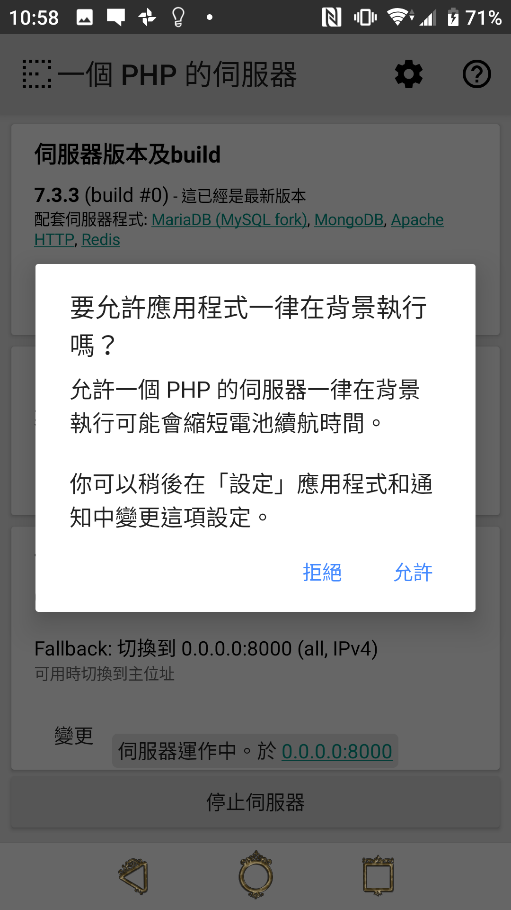 10:58
71%
一個 PHP 的伺服器
伺服器版本及build
7.3.3 (build #0) - 這已經是最新版本
配套伺服器程式: MariaDB (MySQL fork), MongoDB, Apache
HTTP, Redis
要允許應用程式一律在背景執行
嗎？
允許一個 PHP 的伺服器一律在背景
執行可能會縮短電池續航時間。
你可以稍後在「設定」應用程式和通
知中變更這項設定。
拒絕 允許
Fallback: 切換到 0.0.0.0:8000 (all, IPv4)
可用時切換到主位址
變更
伺服器運作中。於 0.0.0.0:8000
停止伺服器